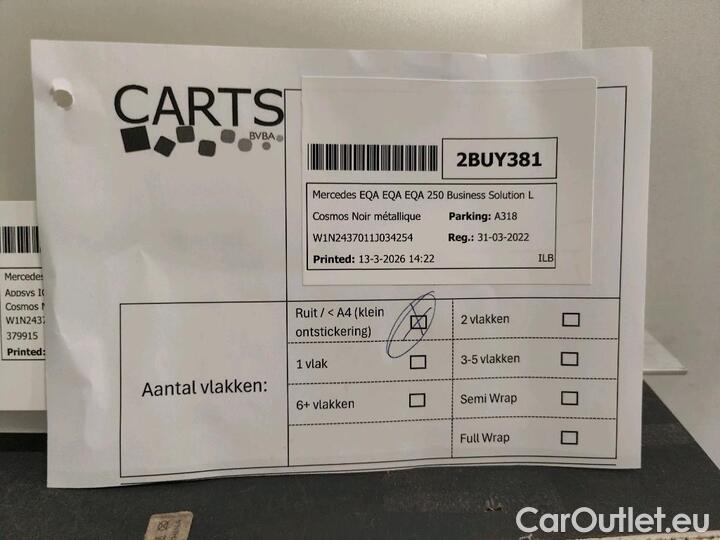 CARTS
BVBA
2BUY381
Mercedes EQA EQA EQA 250 Business Solution L
Cosmos Noir métallique Parking: A318
W1N2437011J034254 Reg.: 31-03-2022
Printed: 13-3-2026 14:22 ILB
Mercedes
Appsys
Cosmos
W1N2437
379915
Printed:
Aantal vlakken:
Ruit / < A4 (klein
ontstickering)
2 vlakken
1 vlak
3-5 vlakken
6+ vlakken
Semi Wrap
Full Wrap
CarOutlet.eu